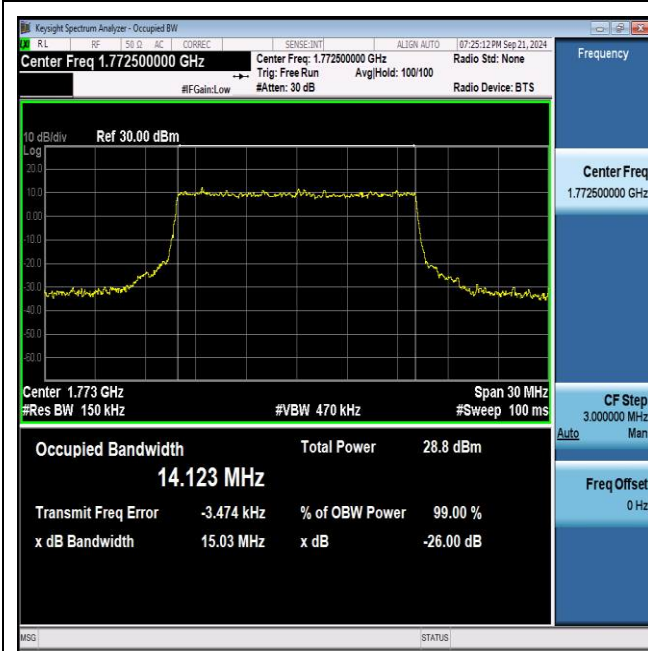 Keysight Spectrum Analyzer - Occupied BW
RL RF 50 Ω AC CORREC SENSE:INT ALIGN AUTO 07:25:12 PM Sep 21, 2024
Center Freq 1.772500000 GHz
Center Freq: 1.772500000 GHz Radio Std: None
Trig: Free Run Avg|Hold: 100/100
#IFGain:Low #Atten: 30 dB Radio Device: BTS
10 dB/div Ref 30.00 dBm
Log
20.0
10.0
0.00
-10.0
-20.0
-30.0
-40.0
-50.0
-60.0
Center 1.773 GHz Span 30 MHz
#Res BW 150 kHz #VBW 470 kHz #Sweep 100 ms
Occupied Bandwidth Total Power 28.8 dBm
14.123 MHz
Transmit Freq Error -3.474 kHz % of OBW Power 99.00 %
x dB Bandwidth 15.03 MHz x dB -26.00 dB
MSG STATUS
Frequency
Center Freq
1.772500000 GHz
CF Step
3.000000 MHz
Auto Man
Freq Offset
0 Hz